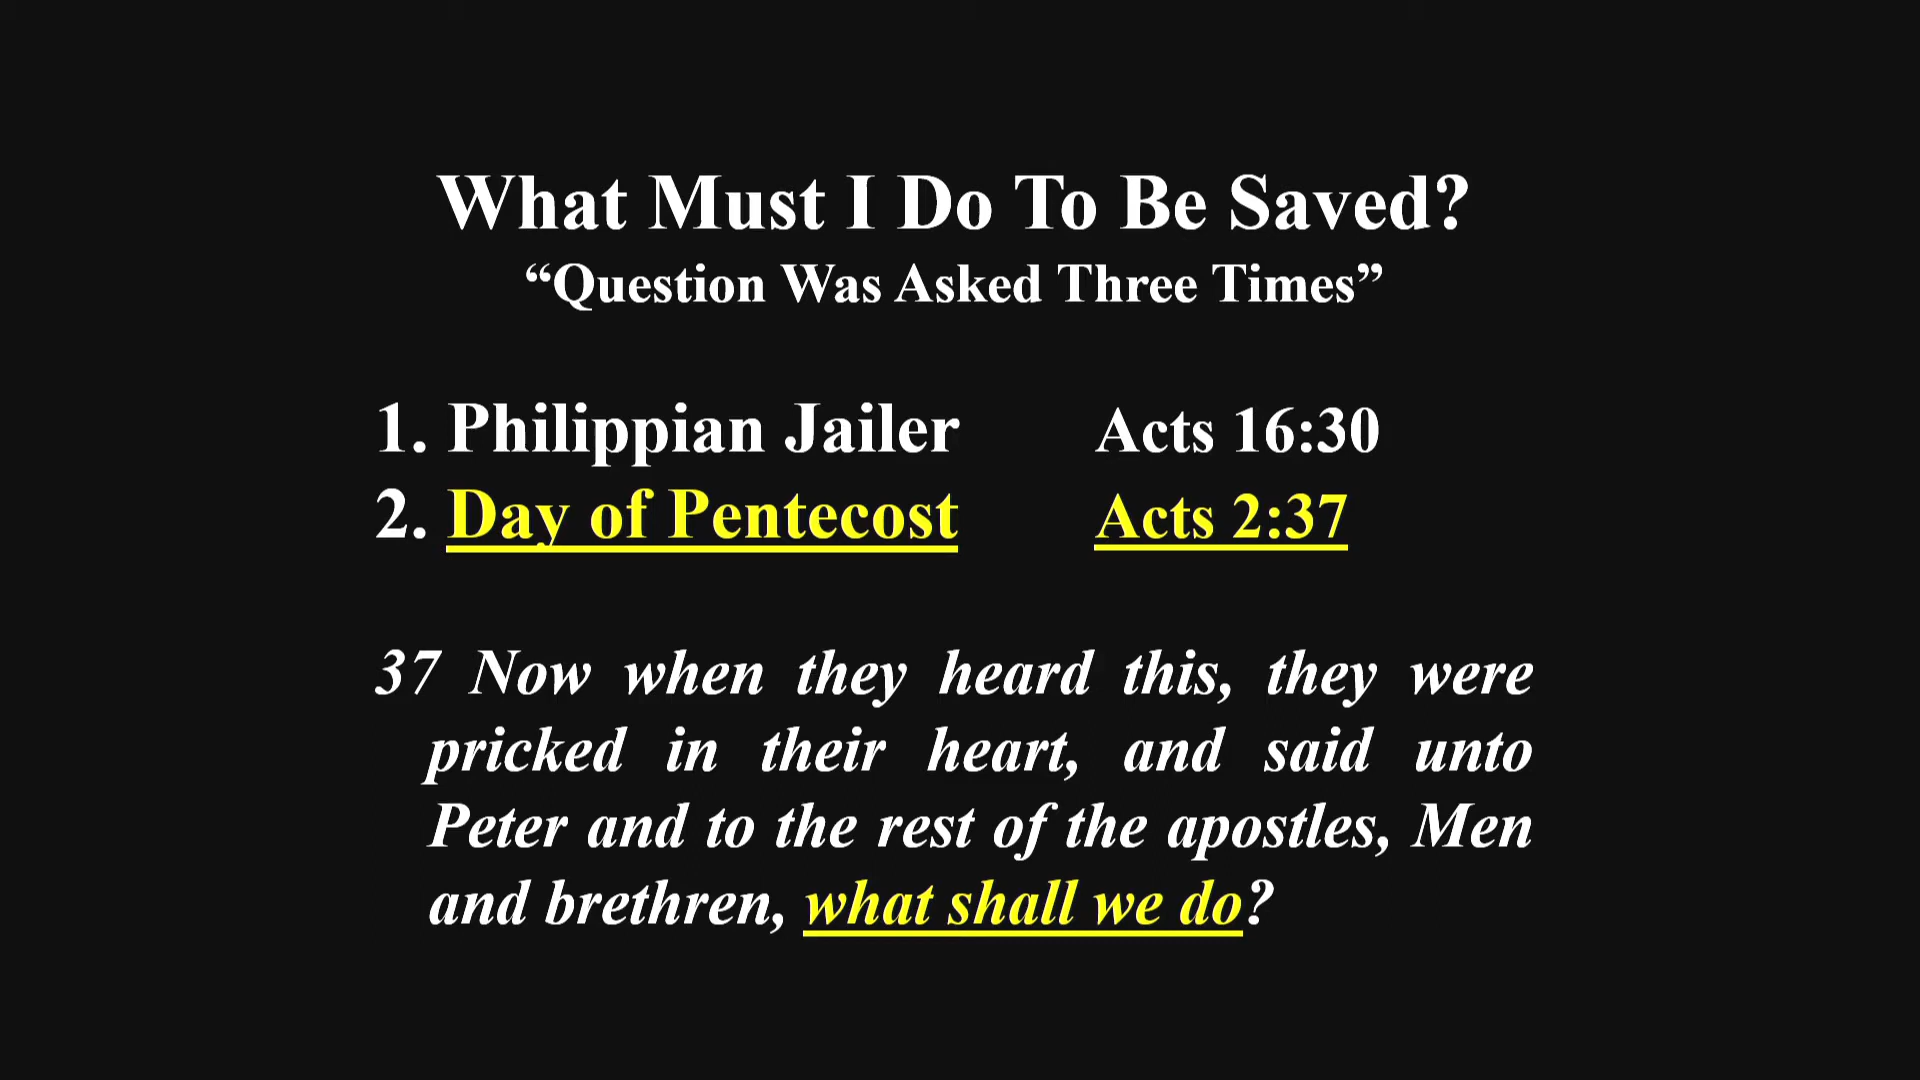 What Must I Do To Be Saved?
“Question Was Asked Three Times”
1. Philippian Jailer Acts 16:30
2. Day of Pentecost Acts 2:37
37 Now when they heard this, they were
pricked in their heart, and said unto
Peter and to the rest of the apostles, Men
and brethren, what shall we do?